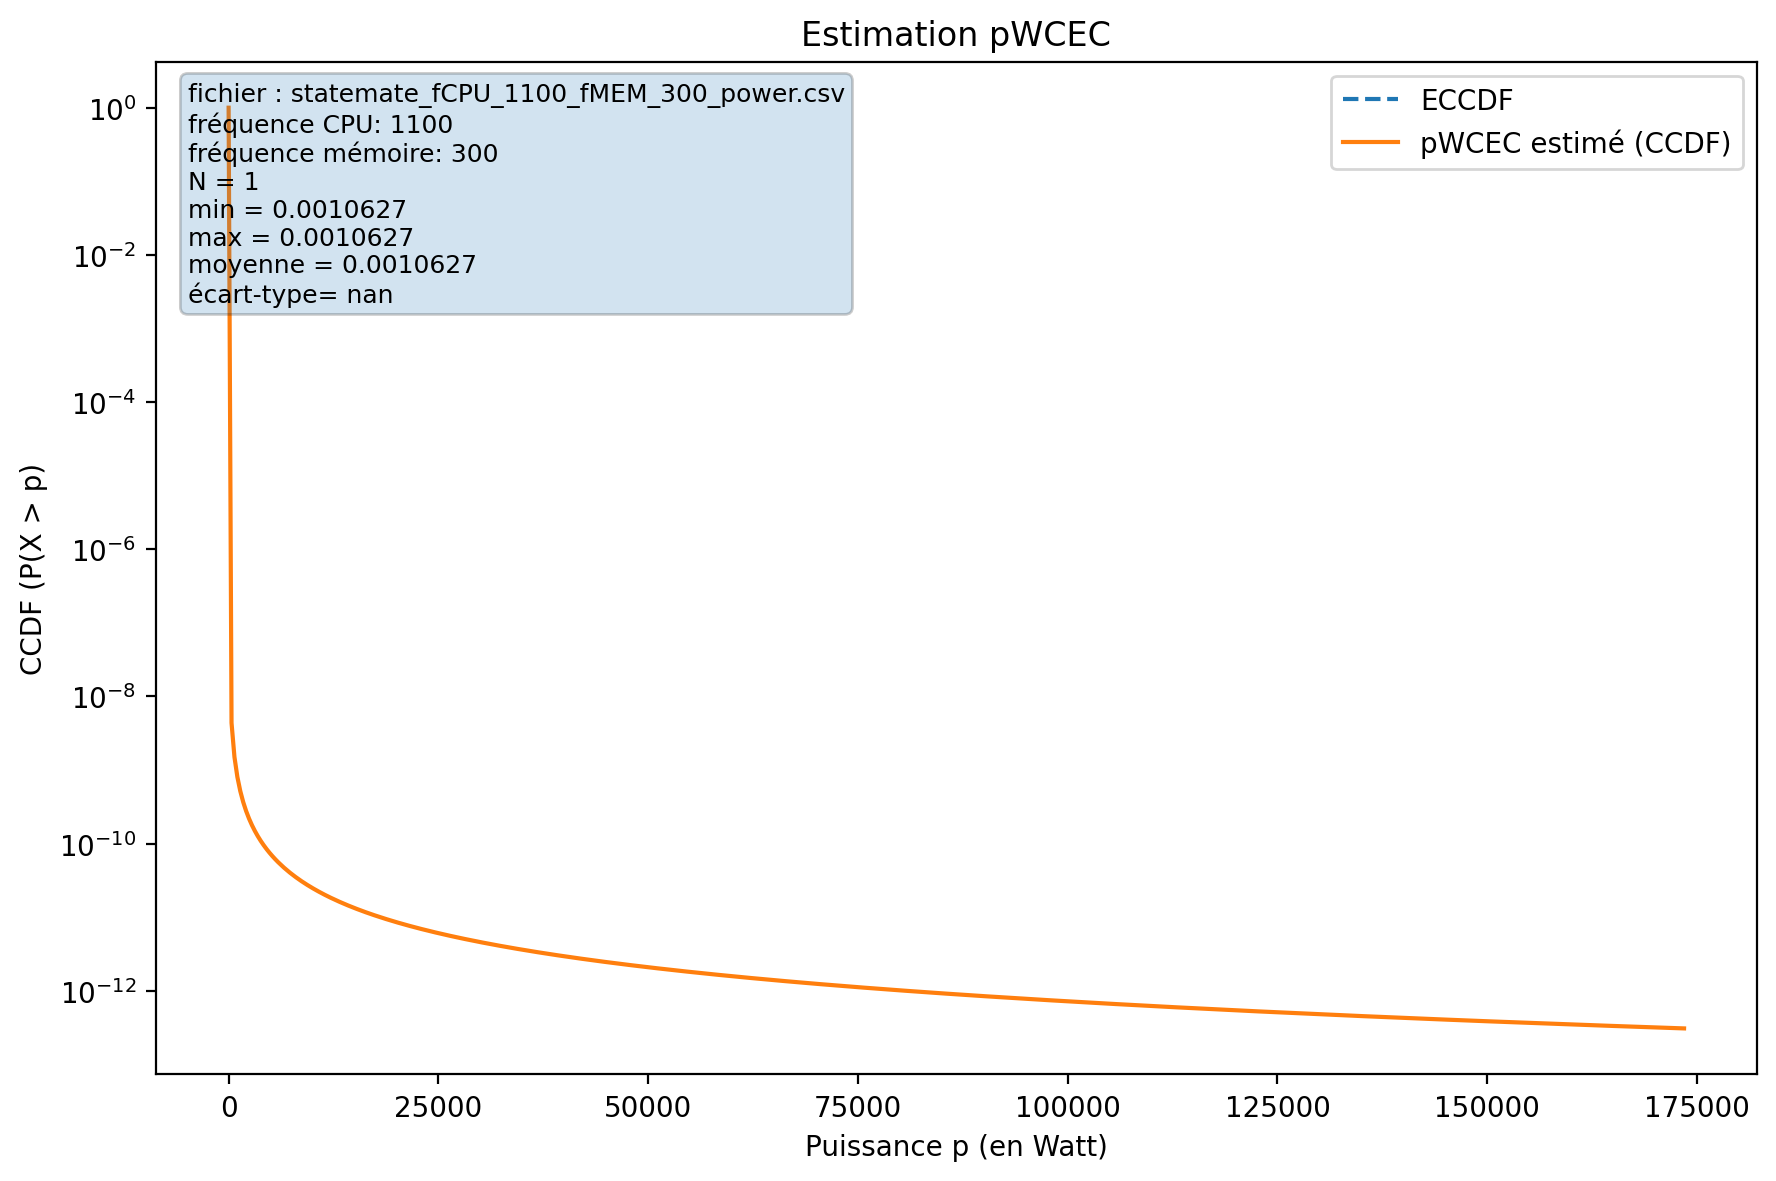 Estimation pWCEC
fichier : statemate_fCPU_1100_fMEM_300_power.csv
fréquence CPU: 1100
fréquence mémoire: 300
N = 1
min = 0.0010627
max = 0.0010627
moyenne = 0.0010627
écart-type= nan
ECCDF
pWCEC estimé (CCDF)
CCDF (P(X > p)
10⁰
10⁻²
10⁻⁴
10⁻⁶
10⁻⁸
10⁻¹⁰
10⁻¹²
0 25000 50000 75000 100000 125000 150000 175000
Puissance p (en Watt)